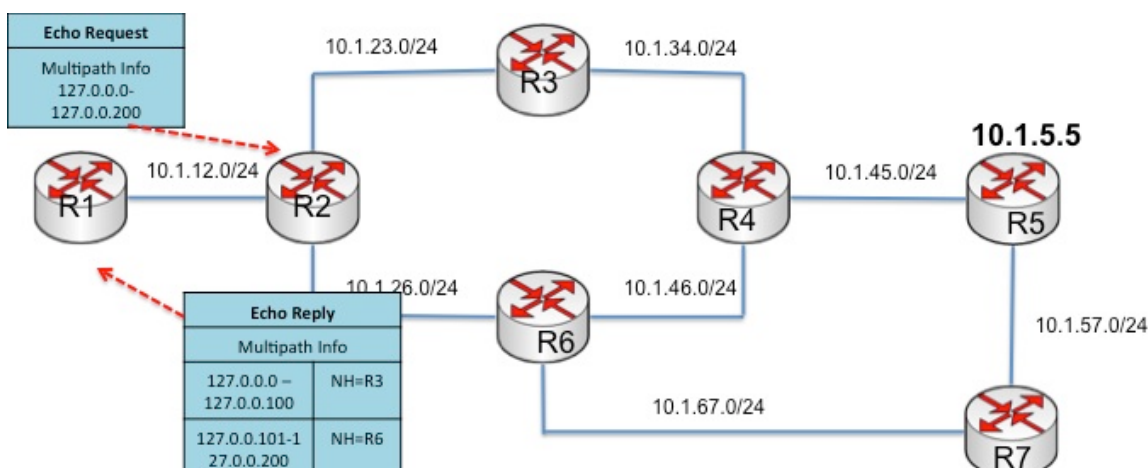 Echo Request
Multipath Info
127.0.0.0-
127.0.0.200
10.1.23.0/24
10.1.34.0/24
R3
10.1.5.5
10.1.12.0/24
10.1.45.0/24
R1
R2
R4
R5
10.1.26.0/24
10.1.46.0/24
R6
Echo Reply
Multipath Info
127.0.0.0 –
127.0.0.100
NH=R3
127.0.0.101-1
27.0.0.200
NH=R6
10.1.57.0/24
10.1.67.0/24
R7